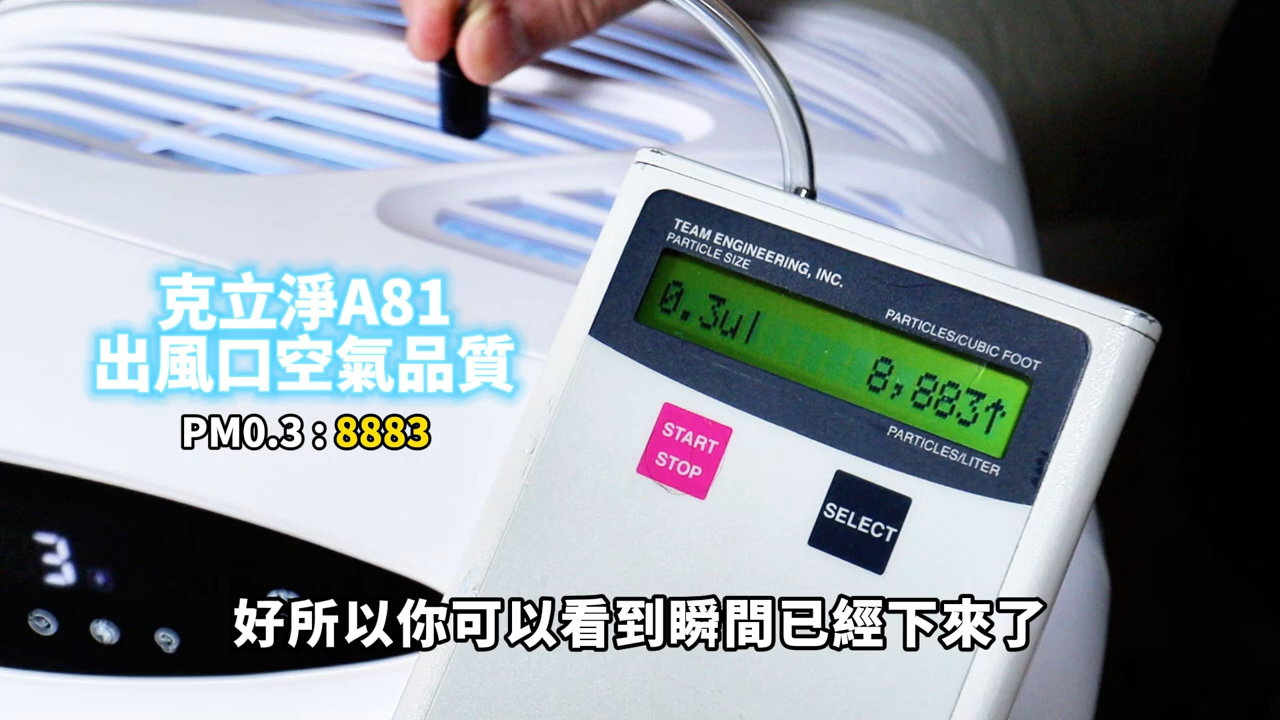 TEAM ENGINEERING, INC.
PARTICLE SIZE
PARTICLES/CUBIC FOOT
0.3u
8,883↑
PARTICLES/LITER
START
STOP
SELECT
克立淨A81
出風口空氣品質
PM0.3 : 8883
3
好所以你可以看到瞬間已經下來了